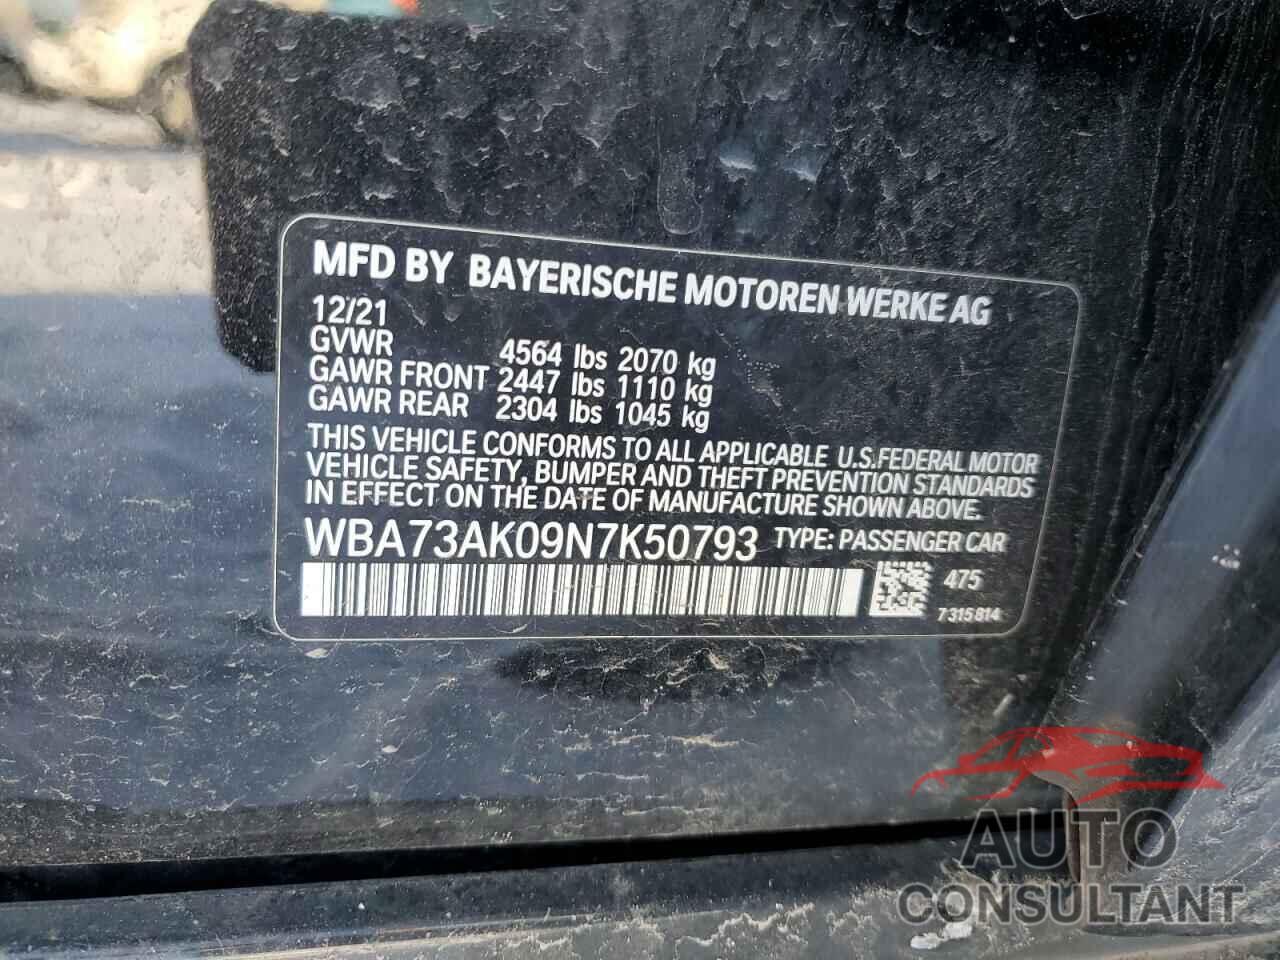 MFD BY BAYERISCHE MOTOREN WERKE AG
12/21
GVWR 4564 lbs 2070 kg
GAWR FRONT 2447 lbs 1110 kg
GAWR REAR 2304 lbs 1045 kg
THIS VEHICLE CONFORMS TO ALL APPLICABLE U.S.FEDERAL MOTOR
VEHICLE SAFETY, BUMPER AND THEFT PREVENTION STANDARDS
IN EFFECT ON THE DATE OF MANUFACTURE SHOWN ABOVE.
WBA73AK09N7K50793 TYPE: PASSENGER CAR
475
7 315 814
AUTO
CONSULTANT